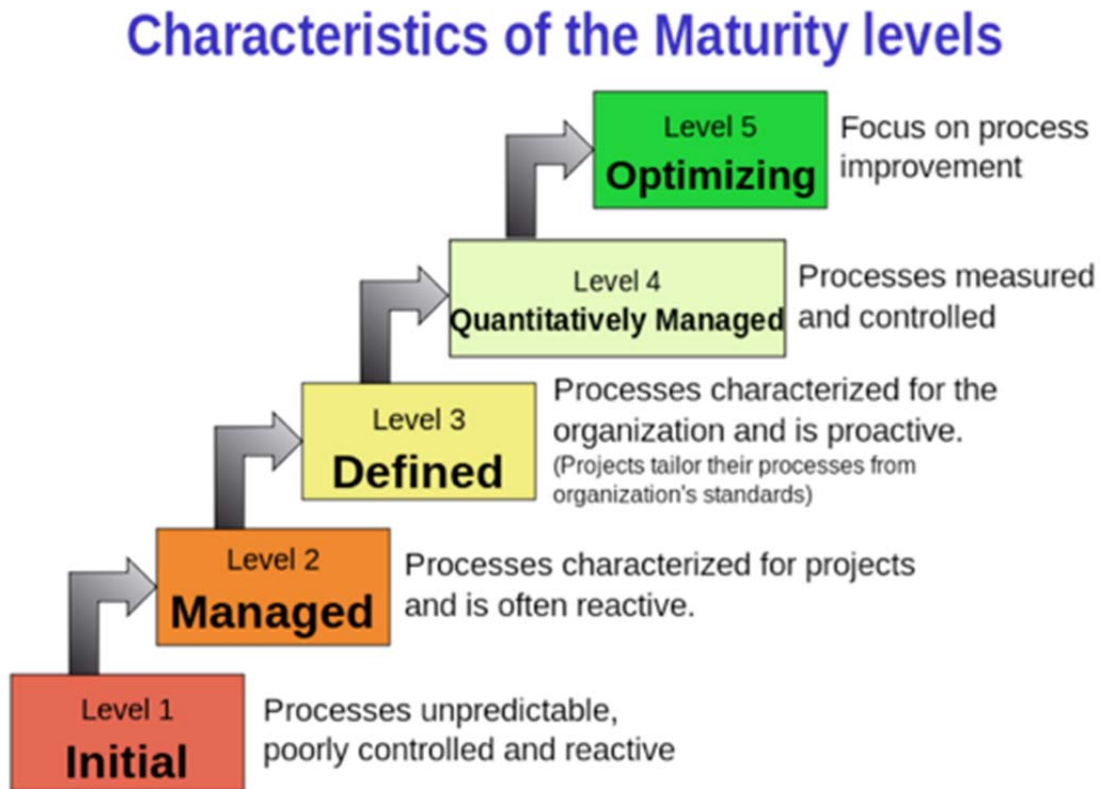 Characteristics of the Maturity levels
Level 5
Optimizing
Focus on process
improvement
Level 4
Quantitatively Managed
Processes measured
and controlled
Level 3
Defined
Processes characterized for the
organization and is proactive.
(Projects tailor their processes from
organization's standards)
Level 2
Managed
Processes characterized for projects
and is often reactive.
Level 1
Initial
Processes unpredictable,
poorly controlled and reactive